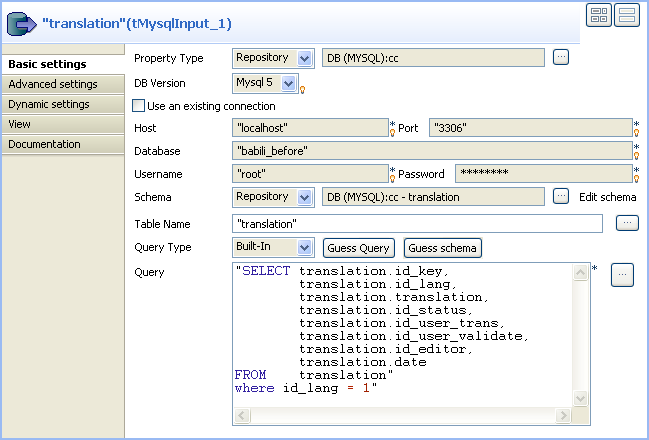 "translation"(tMysqlInput_1)
Basic settings
Advanced settings
Dynamic settings
View
Documentation
Property Type Repository DB (MYSQL):cc ...
DB Version Mysql 5
Use an existing connection
Host "localhost" * Port "3306" *
Database "babili_before" *
Username "root" * Password ******** *
Schema Repository DB (MYSQL):cc - translation ... Edit schema
Table Name "translation" ...
Query Type Built-In Guess Query Guess schema
Query "SELECT translation.id_key, * ...
translation.id_lang,
translation.translation,
translation.id_status,
translation.id_user_trans,
translation.id_user_validate,
translation.id_editor,
translation.date
FROM translation"
where id_lang = 1"